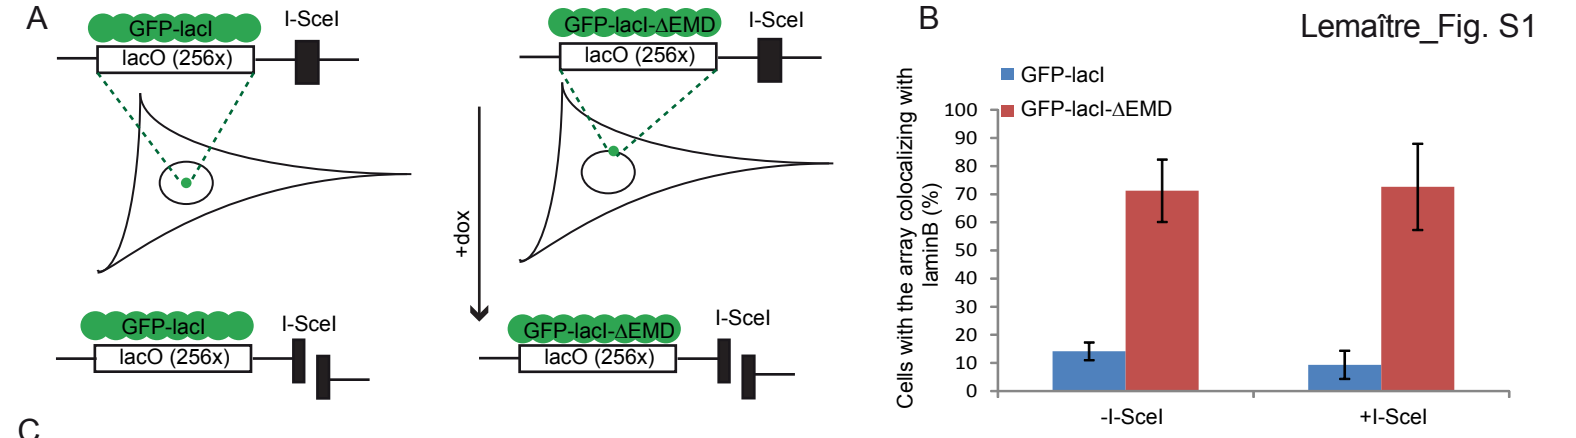 A
GFP-lacI
I-SceI
lacO (256x)
GFP-lacI-ΔEMD
I-SceI
lacO (256x)
+dox
GFP-lacI
I-SceI
lacO (256x)
GFP-lacI-ΔEMD
I-SceI
lacO (256x)
B
Lemaître_Fig. S1
GFP-lacI
GFP-lacI-ΔEMD
Cells with the array colocalizing with
laminB (%)
100
90
80
70
60
50
40
30
20
10
0
-I-SceI
+I-SceI
C